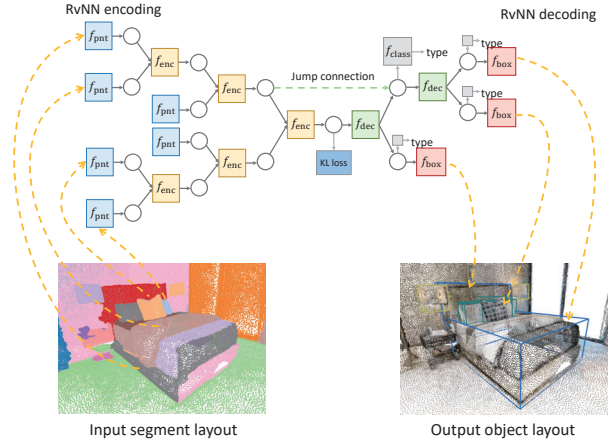 RvNN encoding
RvNN decoding
f_pnt
f_enc
f_pnt
f_enc
f_pnt
f_pnt
f_enc
f_pnt
f_enc
f_pnt
f_enc
Jump connection
KL loss
f_dec
f_class
type
f_dec
type
f_box
type
f_box
type
f_box
Input segment layout
Output object layout